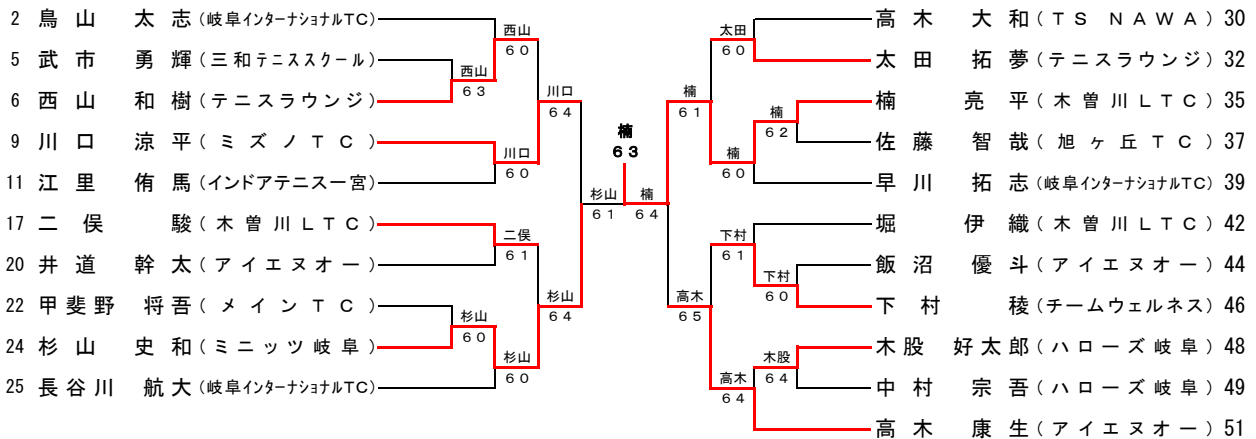 2 鳥山 太志 (岐阜インターナショナルTC)
5 武市 勇輝 (三和テニススクール)
6 西山 和樹 (テニスラウンジ)
9 川口 涼平 (ミズノTC)
11 江里 侑馬 (インドアテニス一宮)
17 二俣 駿 (木曽川LTC)
20 井道 幹太 (アイエヌオー)
22 甲斐野 将吾 (メインTC)
24 杉山 史和 (ミニッツ岐阜)
25 長谷川 航大 (岐阜インターナショナルTC)
西山
60
西山
63
川口
64
川口
60
杉山
61
二俣
61
杉山
64
杉山
60
杉山
60
楠
63
楠
64
太田
60
楠
61
楠
62
楠
60
下村
61
下村
60
高木
65
木股
64
高木
64
高木 大和 (TS NAWA) 30
太田 拓夢 (テニスラウンジ) 32
楠 亮平 (木曽川LTC) 35
佐藤 智哉 (旭ヶ丘TC) 37
早川 拓志 (岐阜インターナショナルTC) 39
堀 伊織 (木曽川LTC) 42
飯沼 優斗 (アイエヌオー) 44
下村 稜 (チームウェルネス) 46
木股 好太郎 (ハローズ岐阜) 48
中村 宗吾 (ハローズ岐阜) 49
高木 康生 (アイエヌオー) 51